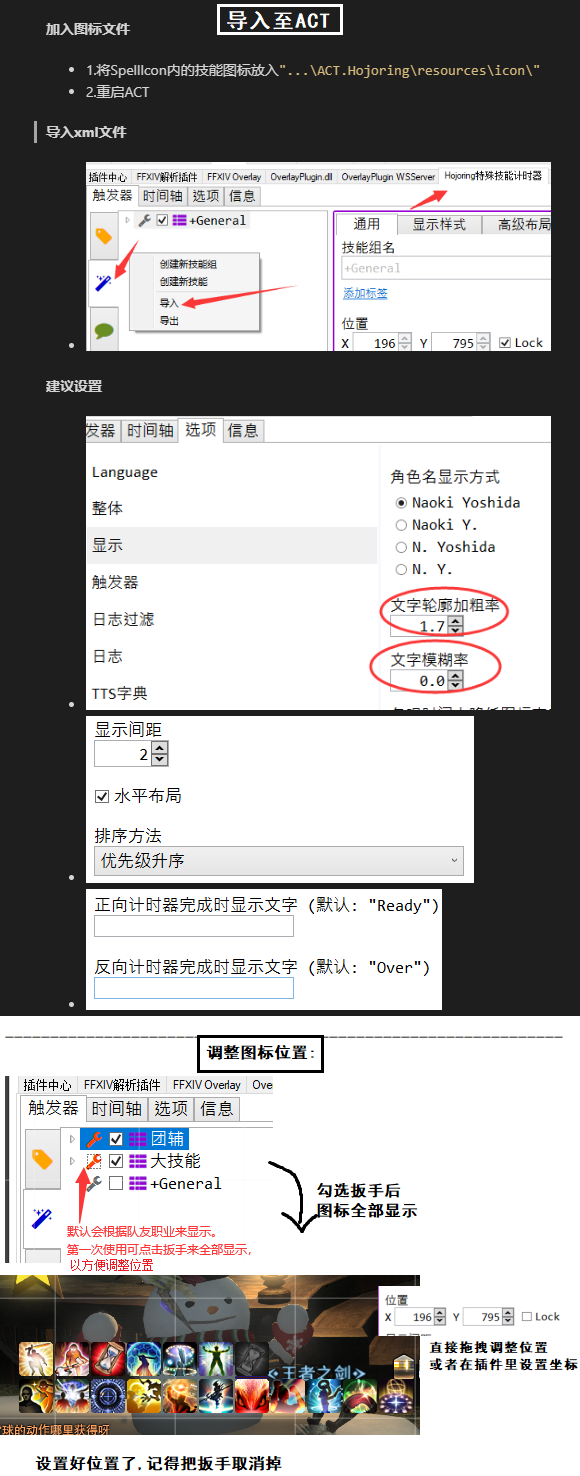 导入至ACT
加入图标文件
1.将SpellIcon内的技能图标放入"...\ACT.Hojoring\resources\icon\"
2.重启ACT
导入xml文件
插件中心 FFXIV解析插件 FFXIV Overlay OverlayPlugin.dll OverlayPlugin WSServer Hojoring特殊技能计时器
触发器 时间轴 选项 信息
+General
通用 显示样式 高级布局
技能组名
+General
添加标签
位置
X 196 Y 795 Lock
创建新技能组
创建新技能
导入
导出
建议设置
发器 时间轴 选项 信息
Language
整体
显示
触发器
日志过滤
日志
TTS字典
角色名显示方式
Naoki Yoshida
Naoki Y.
N. Yoshida
N. Y.
文字轮廓加粗率
1.7
文字模糊率
0.0
显示间距
2
水平布局
排序方法
优先级升序
正向计时器完成时显示文字 (默认: "Ready")
反向计时器完成时显示文字 (默认: "Over")
调整图标位置:
插件中心 FFXIV解析插件 FFXIV Overlay Ove
触发器 时间轴 选项 信息
团辅
大技能
+General
默认会根据队友职业来显示。
第一次使用可点击扳手来全部显示,
以方便调整位置
勾选扳手后
图标全部显示
位置
X 196 Y 795 Lock
直接拖拽调整位置
或者在插件里设置坐标
《王者之剑》
球的动作哪里获得呀
设置好位置了,记得把扳手取消掉